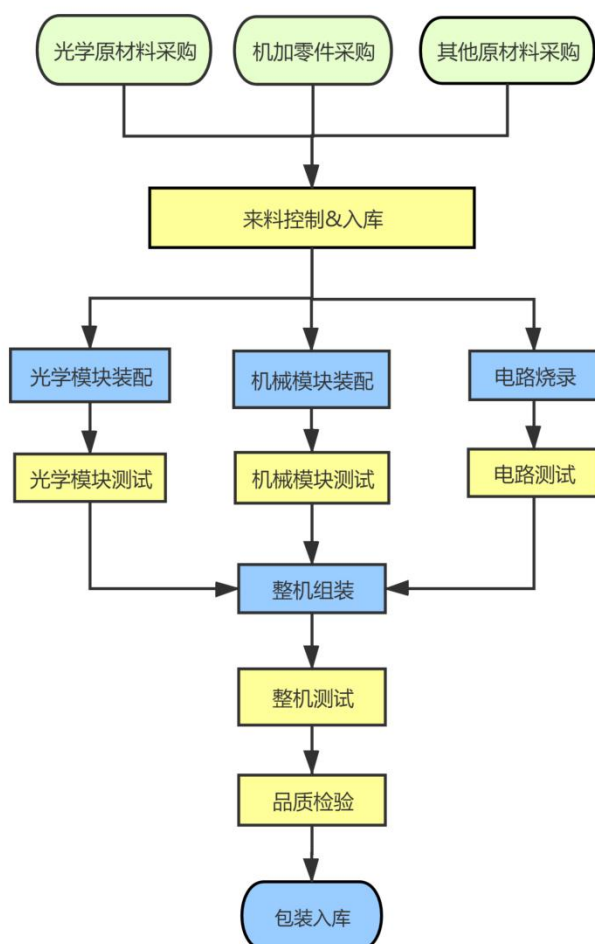 光学原材料采购
机加零件采购
其他原材料采购
来料控制&入库
光学模块装配
机械模块装配
电路烧录
光学模块测试
机械模块测试
电路测试
整机组装
整机测试
品质检验
包装入库